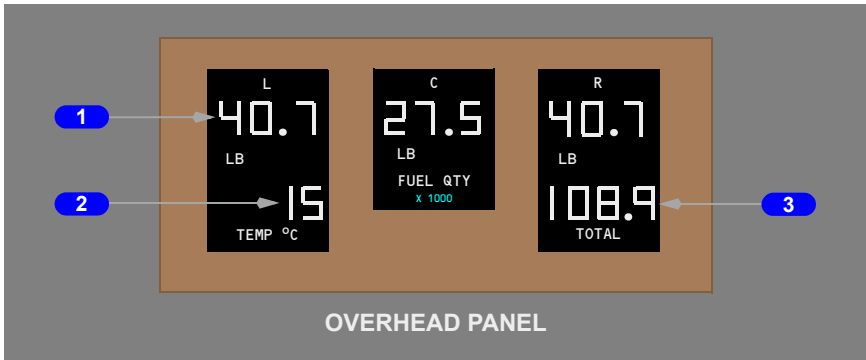 L
40.7
LB
15
TEMP °C
C
27.5
LB
FUEL QTY
X 1000
R
40.7
LB
108.9
TOTAL
1
2
3
OVERHEAD PANEL